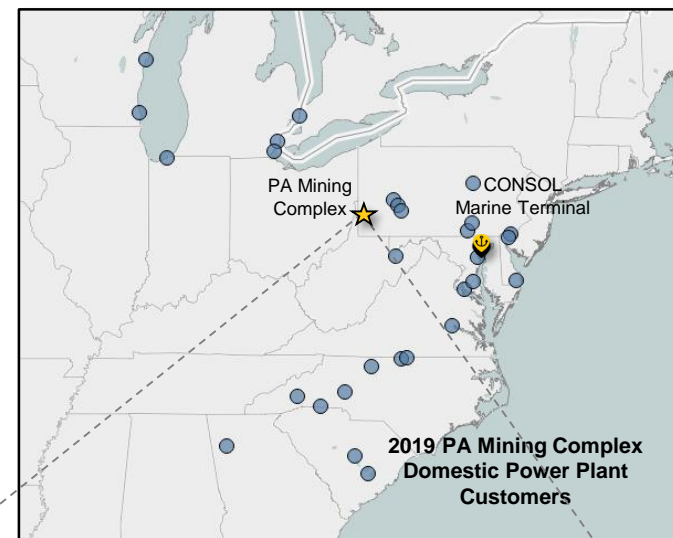 PA Mining
Complex
CONSOL
Marine Terminal
2019 PA Mining Complex
Domestic Power Plant
Customers